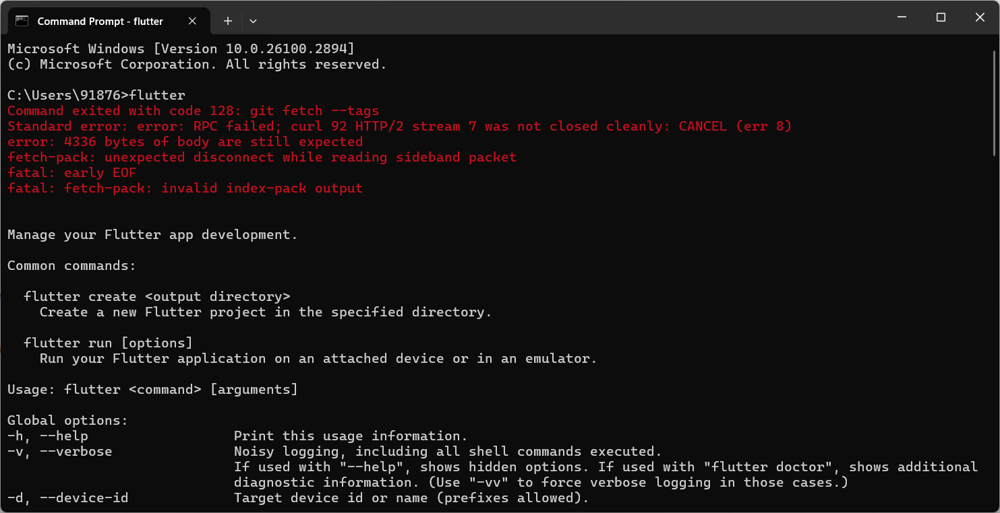 Command Prompt - flutter
Microsoft Windows [Version 10.0.26100.2894]
(c) Microsoft Corporation. All rights reserved.
C:\Users\91876>flutter
Command exited with code 128: git fetch --tags
Standard error: error: RPC failed; curl 92 HTTP/2 stream 7 was not closed cleanly: CANCEL (err 8)
error: 4336 bytes of body are still expected
fetch-pack: unexpected disconnect while reading sideband packet
fatal: early EOF
fatal: fetch-pack: invalid index-pack output
Manage your Flutter app development.
Common commands:
flutter create <output directory>
Create a new Flutter project in the specified directory.
flutter run [options]
Run your Flutter application on an attached device or in an emulator.
Usage: flutter <command> [arguments]
Global options:
-h, --help                  Print this usage information.
-v, --verbose               Noisy logging, including all shell commands executed.
If used with "--help", shows hidden options. If used with "flutter doctor", shows additional
diagnostic information. (Use "-vv" to force verbose logging in those cases.)
-d, --device-id             Target device id or name (prefixes allowed).